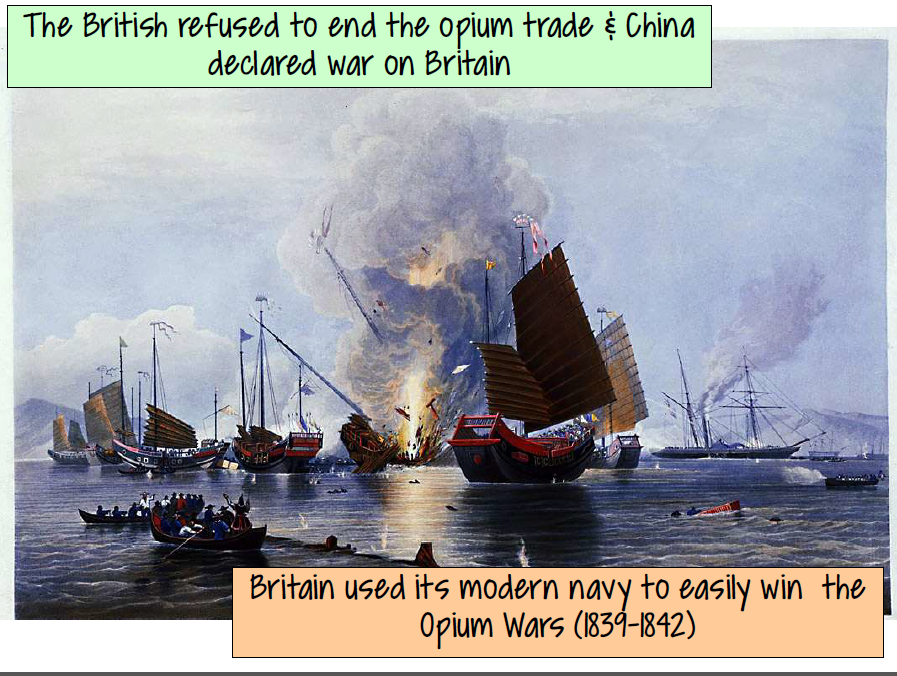 The British refused to end the opium trade & China
declared war on Britain
Britain used its modern navy to easily win the
Opium Wars (1839-1842)